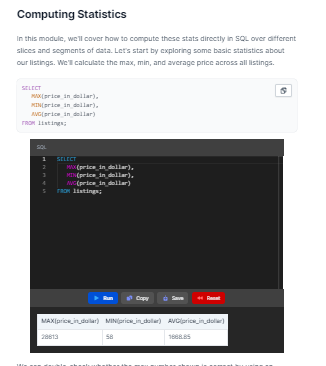 Computing Statistics
In this module, we'll cover how to compute these stats directly in SQL over different
slices and segments of data. Let's start by exploring some basic statistics about
our listings. We'll calculate the max, min, and average price across all listings.
SELECT
MAX(price_in_dollar),
MIN(price_in_dollar),
AVG(price_in_dollar)
FROM listings;
SQL
1 SELECT
2 MAX(price_in_dollar),
3 MIN(price_in_dollar),
4 AVG(price_in_dollar)
5 FROM listings;
Run Copy Save Reset
MAX(price_in_dollar) MIN(price_in_dollar) AVG(price_in_dollar)
28613 58 1668.85